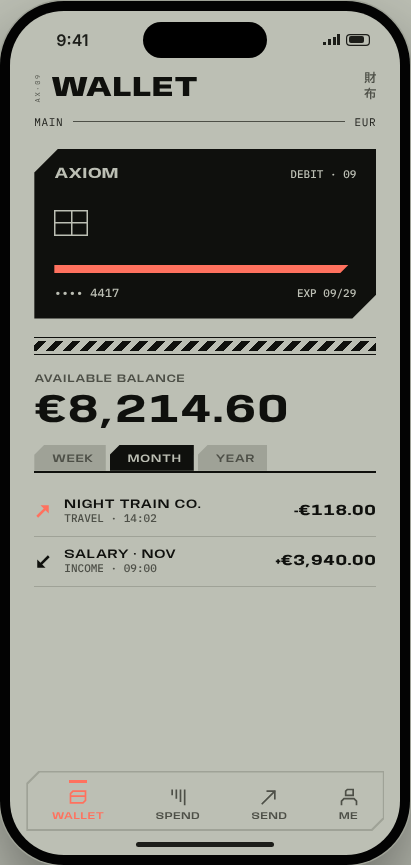 9:41
AX·09
WALLET
財布
MAIN
EUR
AXIOM
DEBIT · 09
•••• 4417
EXP 09/29
AVAILABLE BALANCE
€8,214.60
WEEK
MONTH
YEAR
NIGHT TRAIN CO.
-€118.00
TRAVEL · 14:02
SALARY · NOV
+€3,940.00
INCOME · 09:00
WALLET
SPEND
SEND
ME